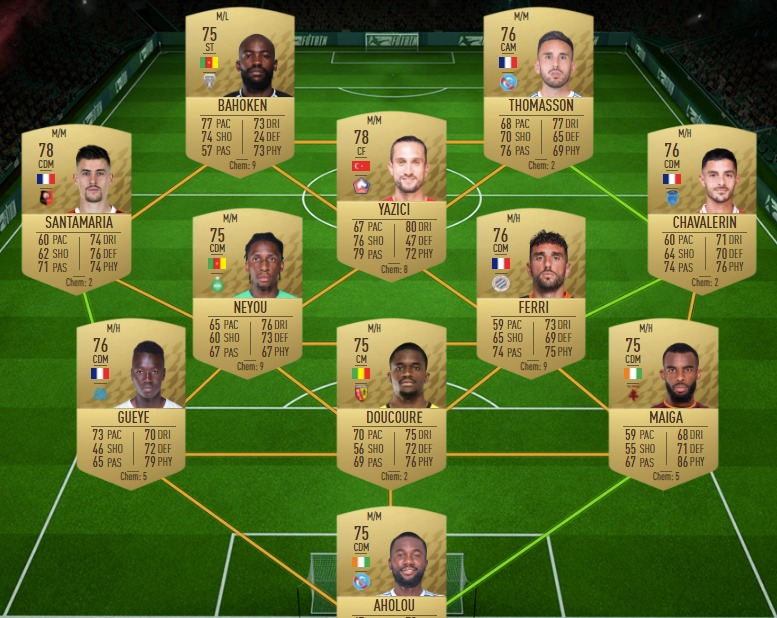 M/L
75
ST
BAHOKEN
77 PAC 73 DRI
74 SHO 24 DEF
57 PAS 73 PHY
Chem: 9
M/M
76
CAM
THOMASSON
68 PAC 77 DRI
70 SHO 65 DEF
76 PAS 69 PHY
Chem: 2
M/M
78
CDM
SANTAMARIA
60 PAC 74 DRI
62 SHO 76 DEF
71 PAS 74 PHY
Chem: 2
M/M
78
CF
YAZICI
67 PAC 80 DRI
76 SHO 47 DEF
79 PAS 72 PHY
Chem: 8
M/H
76
CDM
CHAVALERIN
60 PAC 71 DRI
64 SHO 70 DEF
74 PAS 76 PHY
Chem: 2
M/M
75
CDM
NEYOU
65 PAC 76 DRI
60 SHO 73 DEF
67 PAS 67 PHY
Chem: 9
M/H
76
CDM
FERRI
59 PAC 73 DRI
65 SHO 69 DEF
74 PAS 75 PHY
Chem: 9
M/H
76
CDM
GUEYE
73 PAC 70 DRI
46 SHO 72 DEF
65 PAS 79 PHY
Chem: 5
M/H
75
CM
DOUCOURE
70 PAC 75 DRI
56 SHO 72 DEF
69 PAS 76 PHY
Chem: 2
M/H
75
CDM
MAIGA
59 PAC 68 DRI
55 SHO 71 DEF
67 PAS 86 PHY
Chem: 5
M/M
75
CDM
AHOLOU